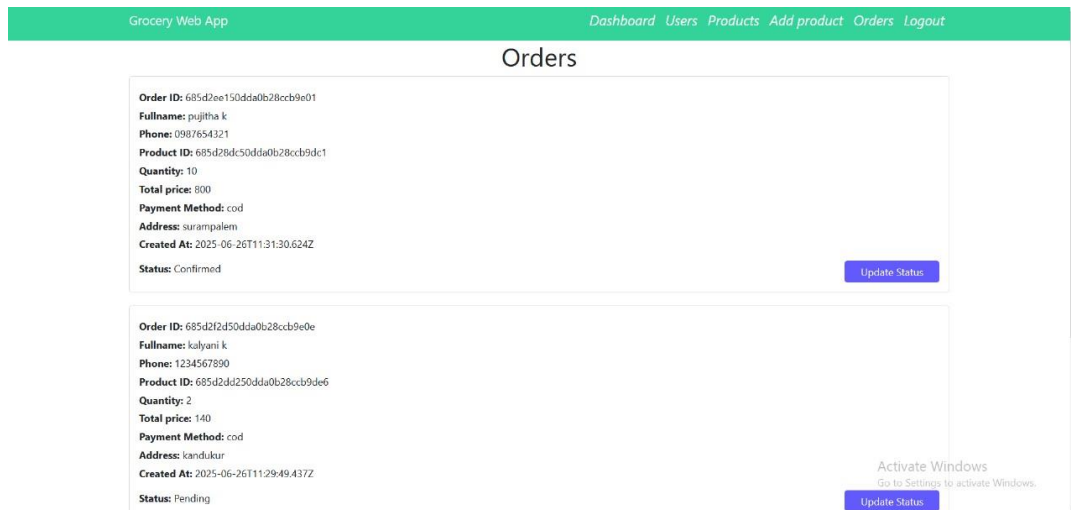 Grocery Web App Dashboard Users Products Add product Orders Logout
Orders
Order ID: 685d2ee150dda0b28ccb9e01
Fullname: pujitha k
Phone: 0987654321
Product ID: 685d28dc50dda0b28ccb9dc1
Quantity: 10
Total price: 800
Payment Method: cod
Address: surampalem
Created At: 2025-06-26T11:31:30.624Z
Status: Confirmed Update Status
Order ID: 685d2f2d50dda0b28ccb9e0e
Fullname: kalyani k
Phone: 1234567890
Product ID: 685d2dd250dda0b28ccb9de6
Quantity: 2
Total price: 140
Payment Method: cod
Address: kandukur
Created At: 2025-06-26T11:29:49.437Z
Status: Pending Update Status
Activate Windows
Go to Settings to activate Windows.